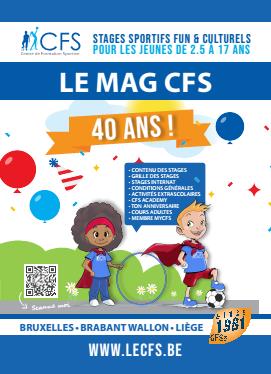 CFS
Centre de Formation Sportive
STAGES SPORTIFS FUN & CULTURELS
POUR LES JEUNES DE 2.5 À 17 ANS
LE MAG CFS
40 ANS !
- CONTENU DES STAGES
- GRILLE DES STAGES
- STAGES INTERNAT
- CONDITIONS GÉNÉRALES
- ACTIVITÉS EXTRASCOLAIRES
- CFS ACADEMY
- TON ANNIVERSAIRE
- COURS ADULTES
- MEMBRE MYCFS
Scannez moi
1981
CFS
BRUXELLES • BRABANT WALLON • LIÈGE
WWW.LECFS.BE